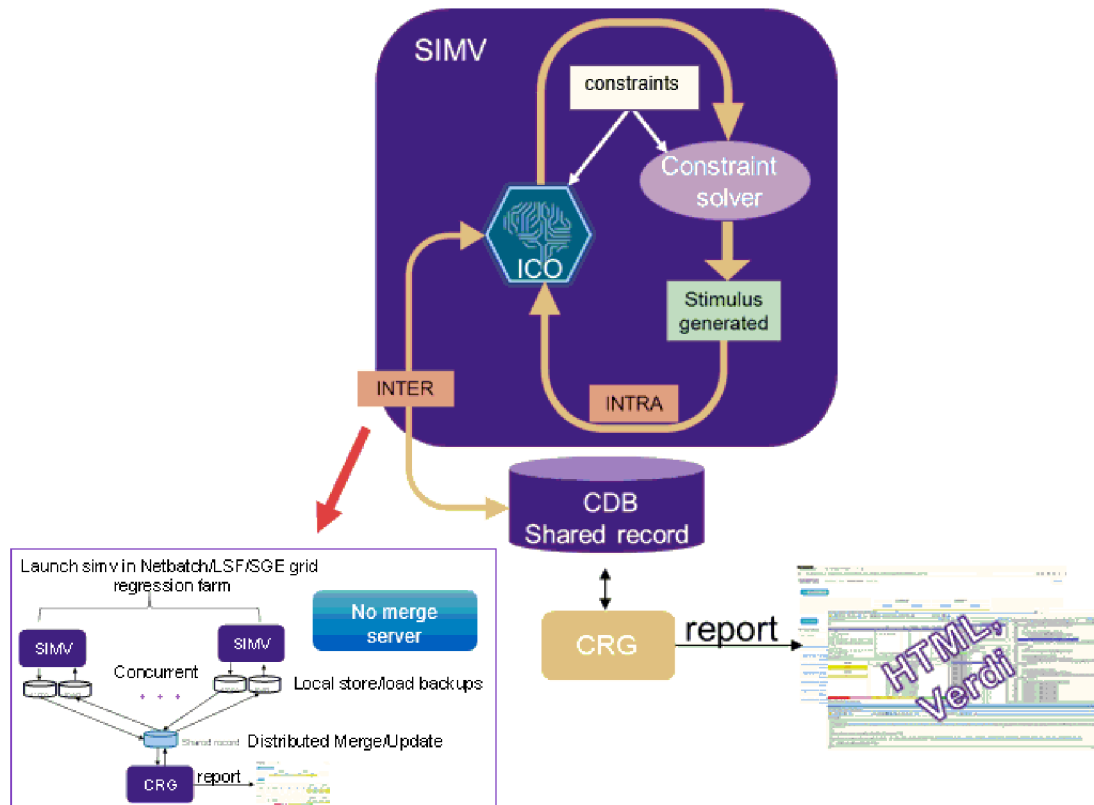 SIMV
constraints
Constraint
solver
ICO
Stimulus
generated
INTER
INTRA
CDB
Shared record
CRG
report
HTML,
Verdi
Launch simv in Netbatch/LSF/SGE grid
regression farm
No merge
server
SIMV
SIMV
Concurrent
+ + +
Local store/load backups
Shared record
Distributed Merge/Update
CRG
report